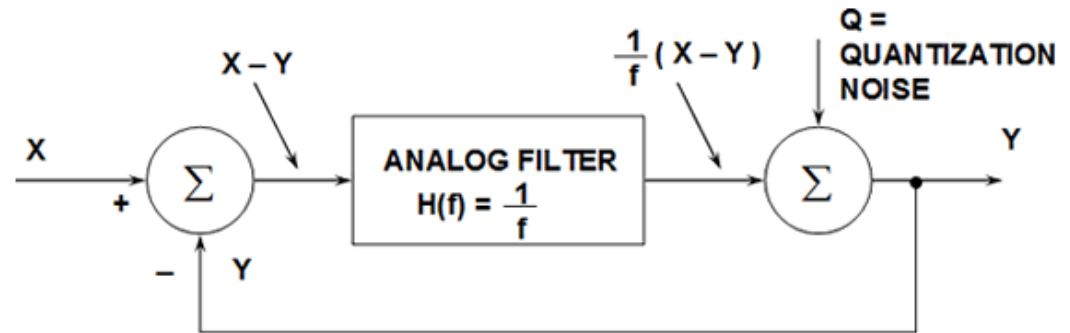 Q =
QUANTIZATION
NOISE
X – Y
1
f
( X – Y )
X
Σ
+
ANALOG FILTER
H(f) = 1
f
Σ
Y
–
Y